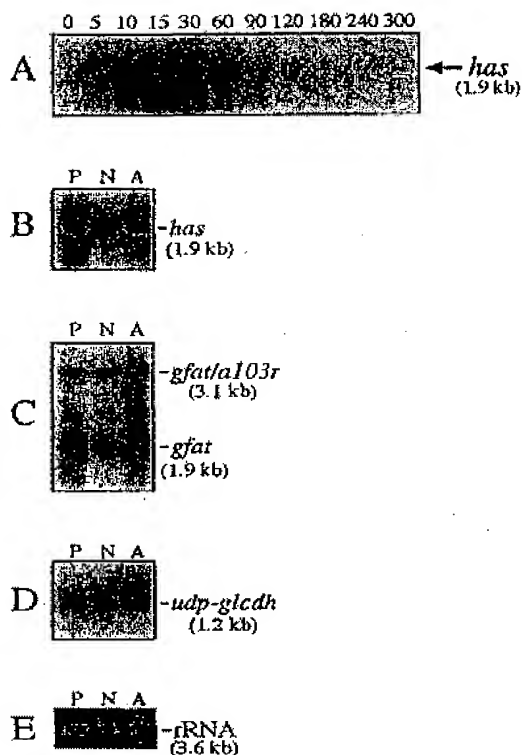 0 5 10 15 30 60 90 120 180 240 300
A
has
(1.9 kb)
P N A
B
-has
(1.9 kb)
P N A
C
-gfat/a103r
(3.1 kb)
-gfat
(1.9 kb)
P N A
D
-udp-glcdh
(1.2 kb)
P N A
E
-rRNA
(3.6 kb)